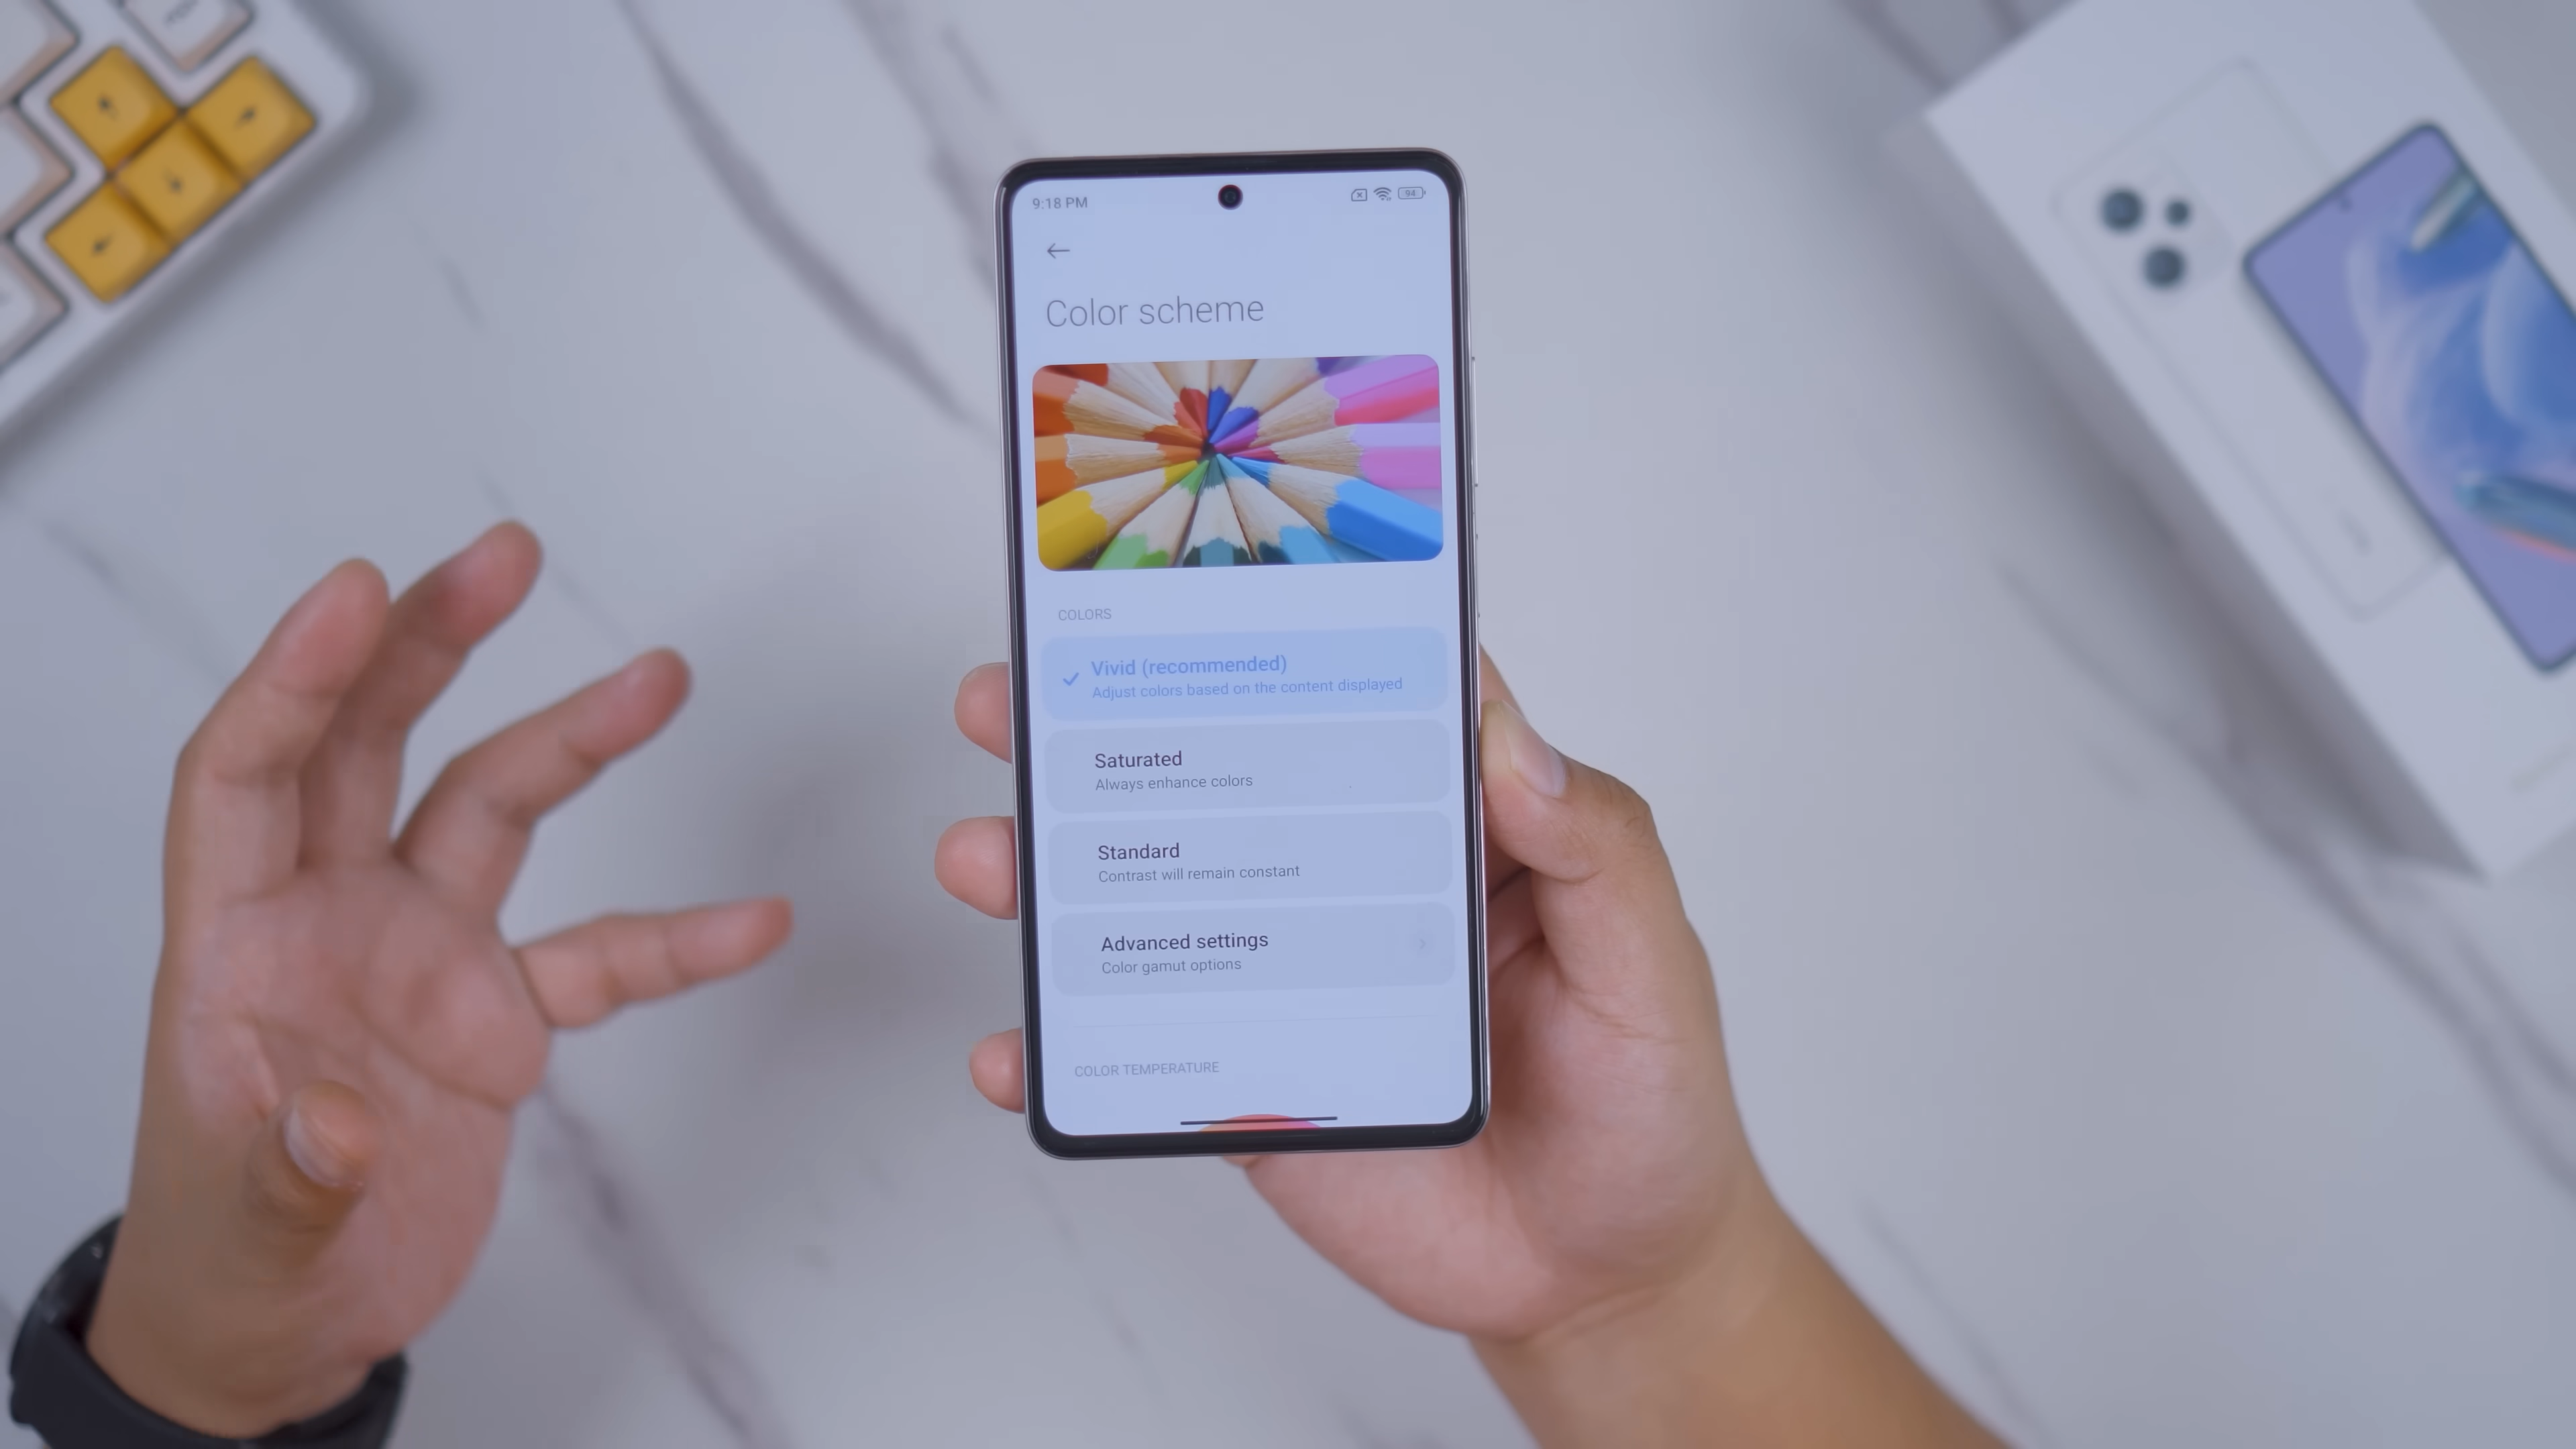 9:18 PM
94
Color scheme
COLORS
Vivid (recommended)
Adjust colors based on the content displayed
Saturated
Always enhance colors
Standard
Contrast will remain constant
Advanced settings
Color gamut options
COLOR TEMPERATURE